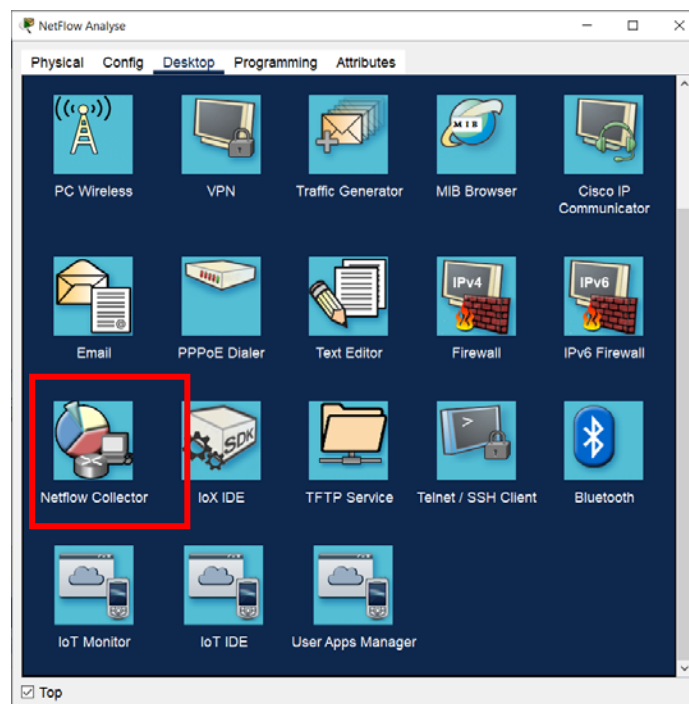 NetFlow Analyse
Physical Config Desktop Programming Attributes
((·))
MIB
PC Wireless VPN Traffic Generator MIB Browser Cisco IP
Communicator
IPv4 IPv6
Email PPPoE Dialer Text Editor Firewall IPv6 Firewall
SDK
>
Netflow Collector IoX IDE TFTP Service Telnet / SSH Client Bluetooth
IoT Monitor IoT IDE User Apps Manager
Top